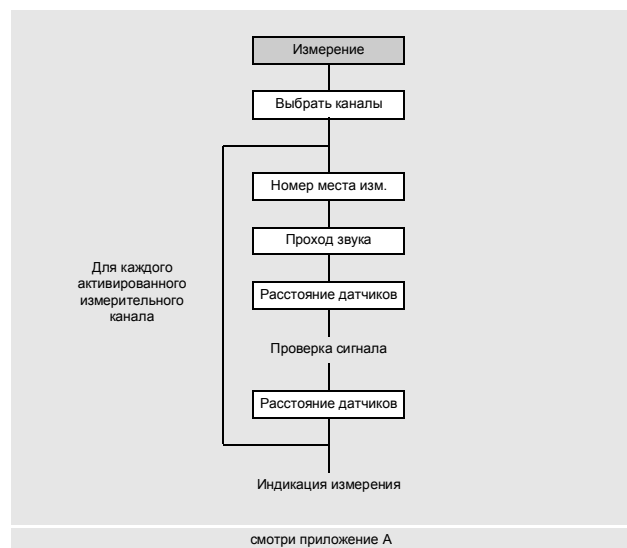 Измерение
Выбрать каналы
Номер места изм.
Проход звука
Для каждого
активированного
измерительного
канала
Расстояние датчиков
Проверка сигнала
Расстояние датчиков
Индикация измерения
смотри приложение А